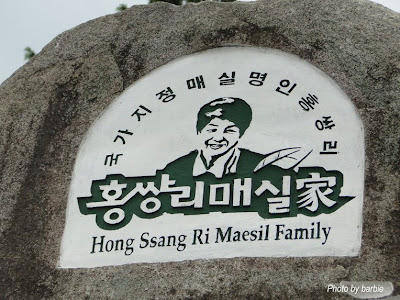 국가지정매실명인홍쌍리
홍쌍리매실家
Hong Ssang Ri Maesil Family
Photo by barbie